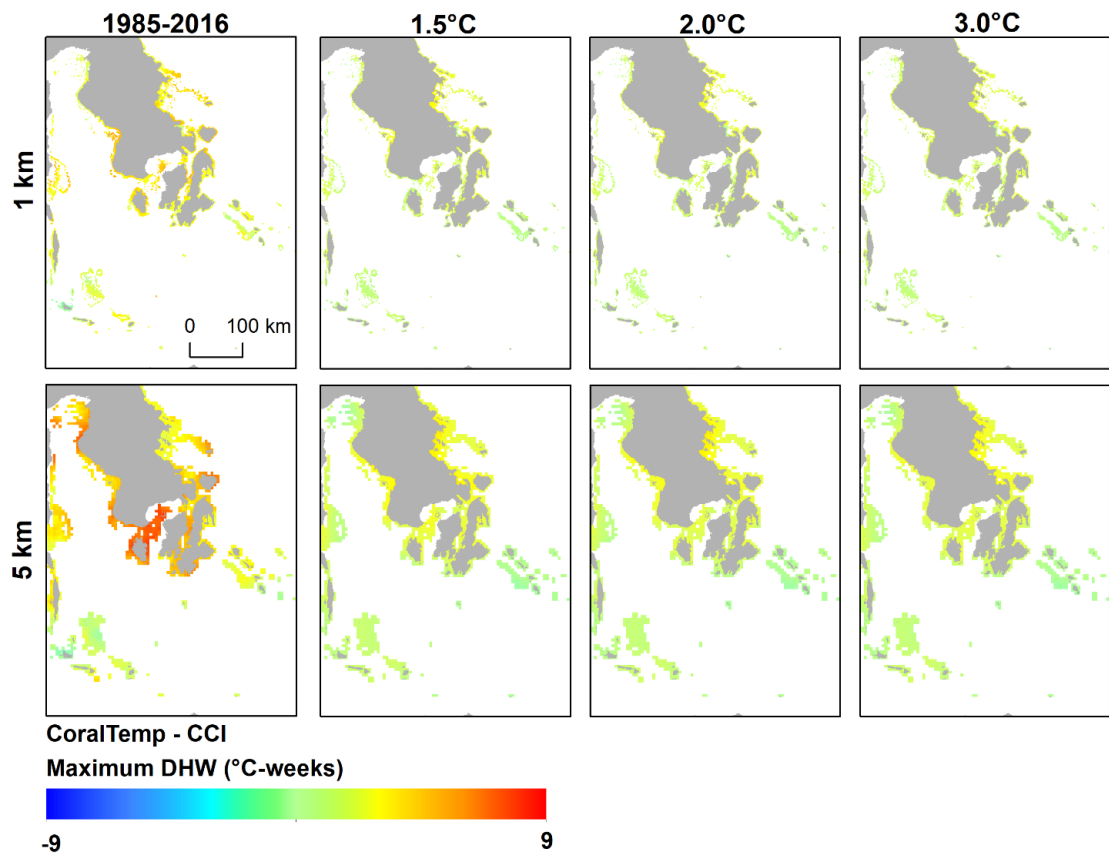 1985-2016 1.5°C 2.0°C 3.0°C
1 km
0 100 km
5 km
CoralTemp - CCI
Maximum DHW (°C-weeks)
-9 9